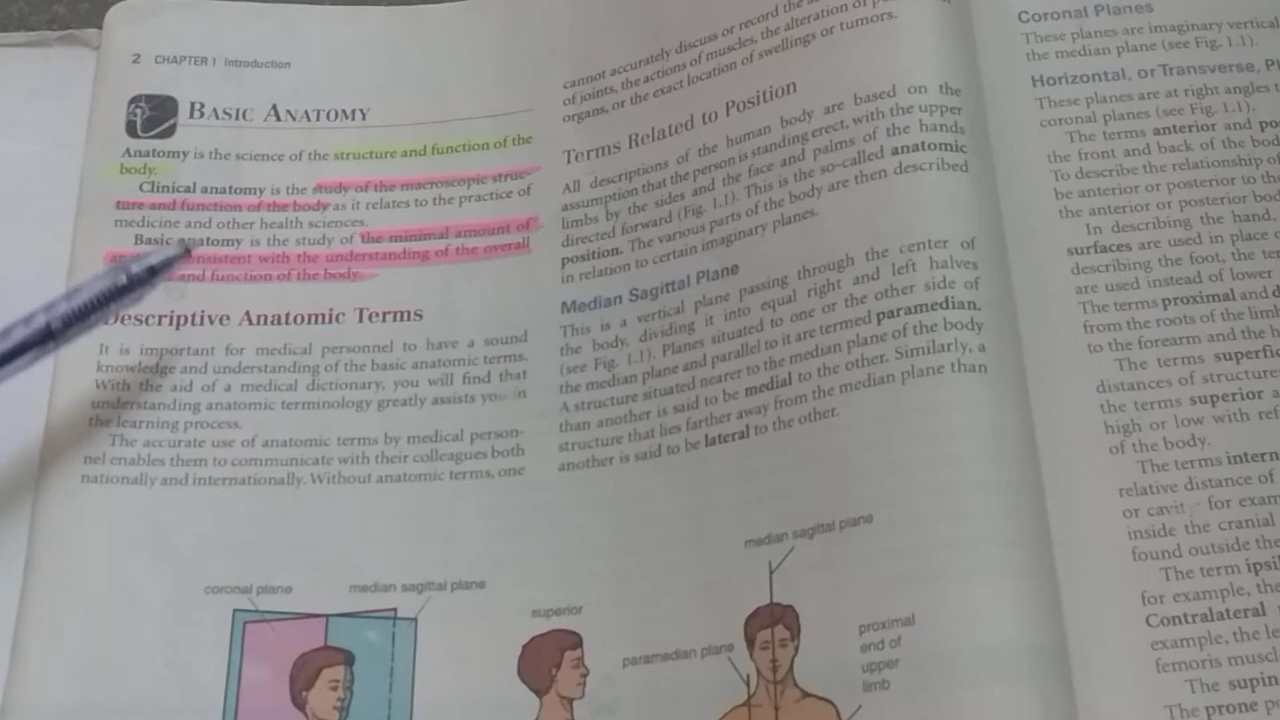 2 CHAPTER 1 Introduction
BASIC ANATOMY
Anatomy is the science of the structure and function of the
body.
Clinical anatomy is the study of the macroscopic struc-
ture and function of the body as it relates to the practice of
medicine and other health sciences.
Basic anatomy is the study of the minimal amount of
consistent with the understanding of the overall
and function of the body.
Descriptive Anatomic Terms
It is important for medical personnel to have a sound
knowledge and understanding of the basic anatomic terms.
With the aid of a medical dictionary, you will find that
understanding anatomic terminology greatly assists you in
the learning process.
The accurate use of anatomic terms by medical person-
nel enables them to communicate with their colleagues both
nationally and internationally. Without anatomic terms, one
cannot accurately discuss or record the
of joints, the actions of muscles, the alteration of
organs, or the exact location of swellings or tumors.
Terms Related to Position
All descriptions of the human body are based on the
assumption that the person is standing erect, with the upper
limbs by the sides and the face and palms of the hands
directed forward (Fig. 1.1). This is the so-called anatomic
position. The various parts of the body are then described
in relation to certain imaginary planes.
Median Sagittal Plane
This is a vertical plane passing through the center of
the body, dividing it into equal right and left halves
(see Fig. 1.1). Planes situated to one or the other side of
the median plane and parallel to it are termed paramedian.
A structure situated nearer to the median plane of the body
than another is said to be medial to the other. Similarly, a
structure that lies farther away from the median plane than
another is said to be lateral to the other.
coronal plane
median sagittal plane
superior
median sagittal plane
paramedian plane
proximal
end of
upper
limb
Coronal Planes
These planes are imaginary vertical
the median plane (see Fig. 1.1).
Horizontal, or Transverse,
These planes are at right angles
coronal planes (see Fig. 1.1).
The terms anterior and
the front and back of the
To describe the relationship of
be anterior or posterior to
the anterior or posterior
In describing the hand,
surfaces are used in place
describing the foot, the
are used instead of lower
The terms proximal and
from the roots of the
to the forearm and the
The terms
distances of
the terms superior
high or low with
of the body.
The terms
relative distance of
or for
inside the cranial
found outside the
The term
for example, the
Contralateral
example, the
femoris
The
The prone